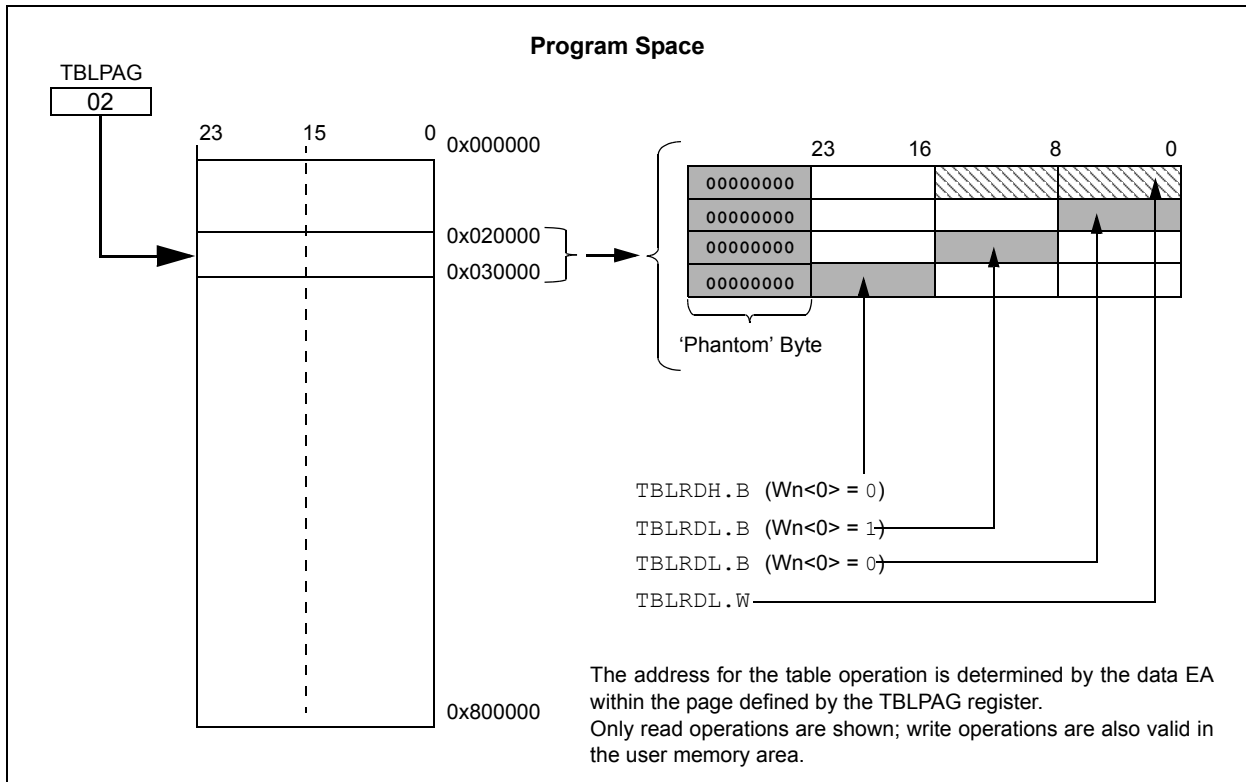 Program Space
TBLPAG
02
23 15 0
0x000000
0x020000
0x030000
0x800000
23 16 8 0
00000000
00000000
00000000
00000000
‘Phantom’ Byte
TBLRDH.B (Wn<0> = 0)
TBLRDL.B (Wn<0> = 1)
TBLRDL.B (Wn<0> = 0)
TBLRDL.W
The address for the table operation is determined by the data EA
within the page defined by the TBLPAG register.
Only read operations are shown; write operations are also valid in
the user memory area.